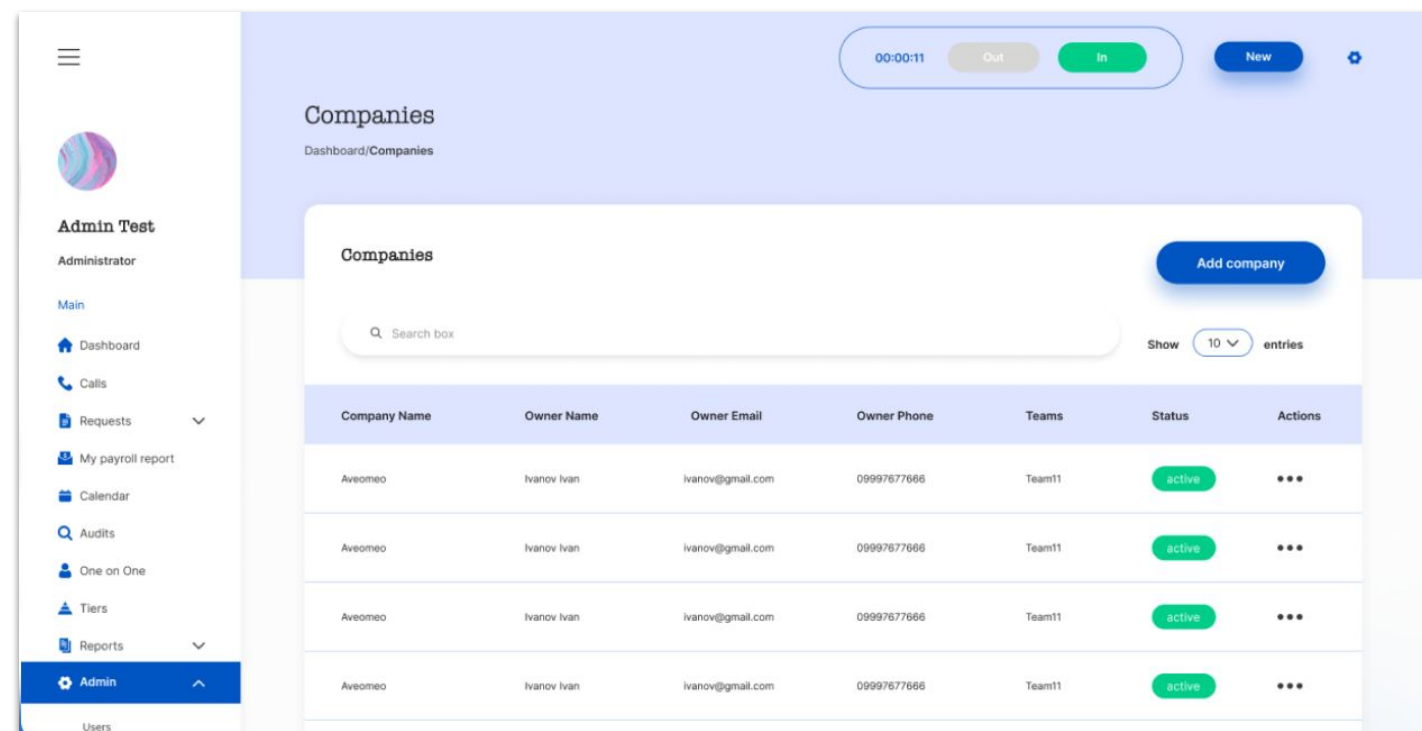 00:00:11 Out In New
Companies
Dashboard/Companies
Admin Test
Administrator
Main
Dashboard
Calls
Requests
My payroll report
Calendar
Audits
One on One
Tiers
Reports
Admin
Users
Companies Add company
Search box Show 10 entries
Company Name Owner Name Owner Email Owner Phone Teams Status Actions
Aveomeo Ivanov Ivan ivanov@gmail.com 09997677666 Team11 active
Aveomeo Ivanov Ivan ivanov@gmail.com 09997677666 Team11 active
Aveomeo Ivanov Ivan ivanov@gmail.com 09997677666 Team11 active
Aveomeo Ivanov Ivan ivanov@gmail.com 09997677666 Team11 active